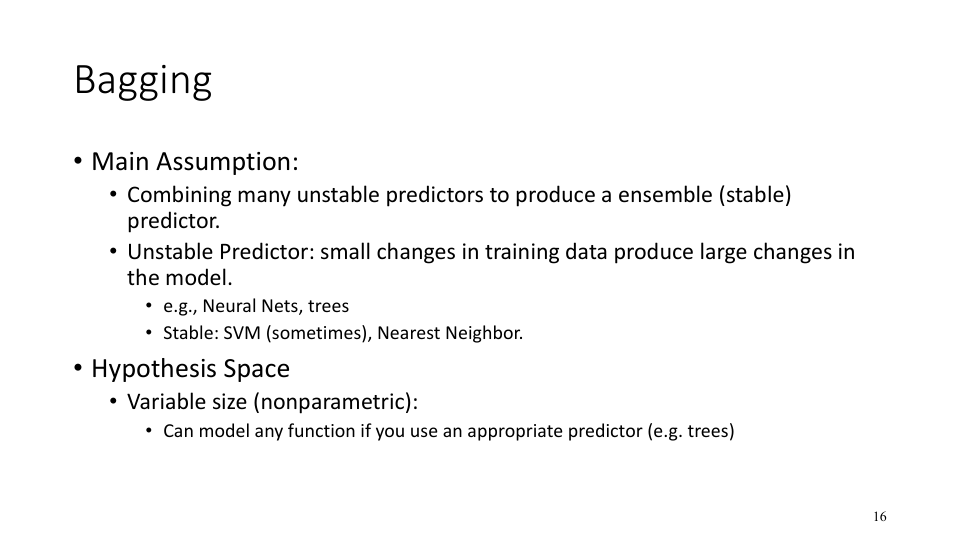 Bagging
• Main Assumption:
• Combining many unstable predictors to produce a ensemble (stable)
predictor.
• Unstable Predictor: small changes in training data produce large changes in
the model.
• e.g., Neural Nets, trees
• Stable: SVM (sometimes), Nearest Neighbor.
• Hypothesis Space
• Variable size (nonparametric):
• Can model any function if you use an appropriate predictor (e.g. trees)
16